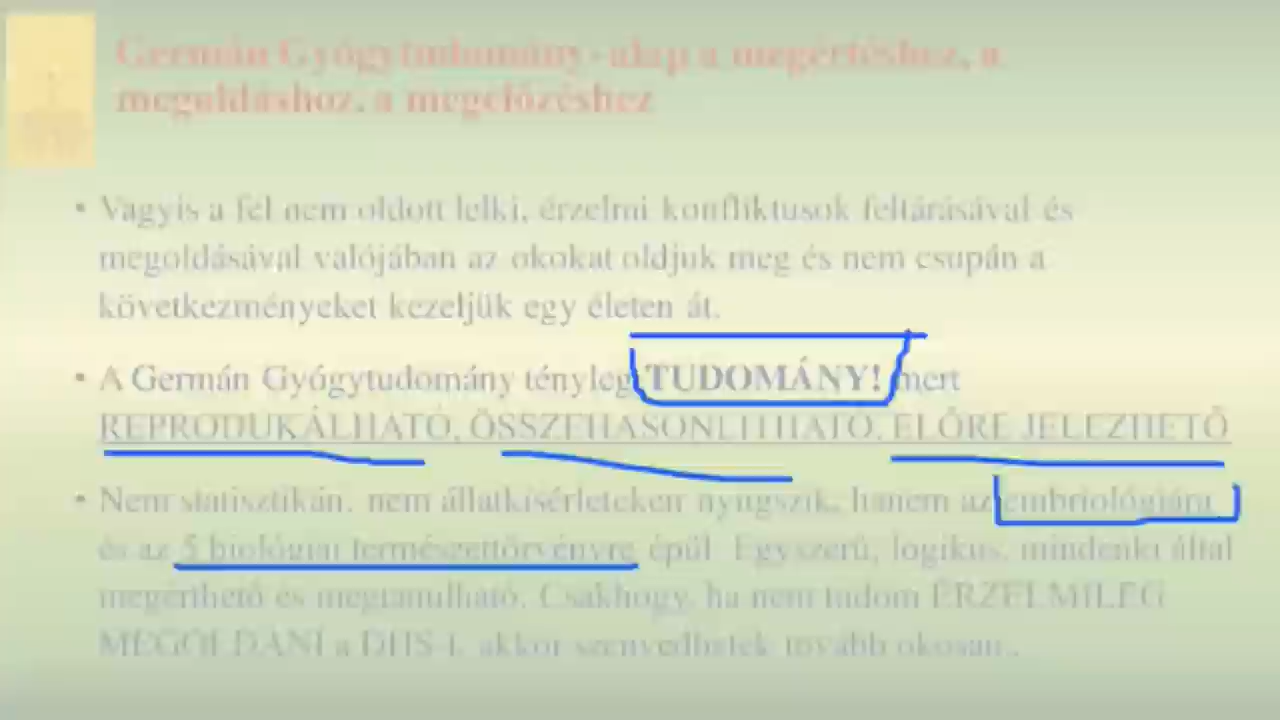 Germán Gyógytudomány- alap a megértéshez, a
megoldáshoz, a megelőzéshez
• Vagyis a fel nem oldott lelki, érzelmi konfliktusok feltárásával és
megoldásával valójában az okokat oldjuk meg és nem csupán a
következményeket kezeljük egy életen át.
• A Germán Gyógytudomány tényleg TUDOMÁNY! mert
REPRODUKÁLHATÓ, ÖSSZEHASONLÍTHATÓ, ELŐRE JELEZHETŐ
• Nem statisztikán, nem állatkísérleteken nyugszik, hanem az embriológiára
és az 5 biológiai természettörvényre épül. Egyszerű, logikus, mindenki által
megérthető és megtanulható. Csakhogy, ha nem tudom ÉRZELMILEG
MEGOLDANI a DHS-t, akkor szenvedhetek tovább okosan..